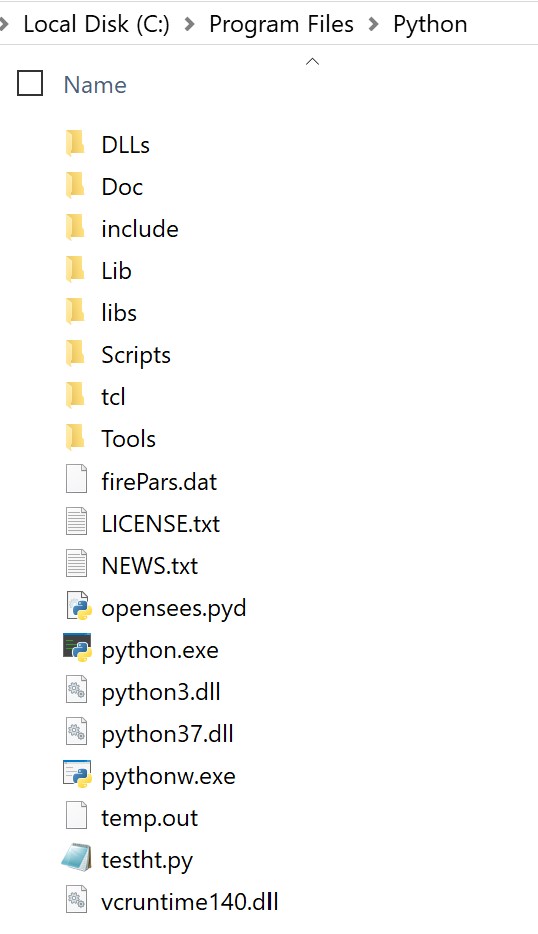 Local Disk (C:) > Program Files > Python
Name
DLLs
Doc
include
Lib
libs
Scripts
tcl
Tools
firePars.dat
LICENSE.txt
NEWS.txt
opensees.pyd
python.exe
python3.dll
python37.dll
pythonw.exe
temp.out
testht.py
vcruntime140.dll